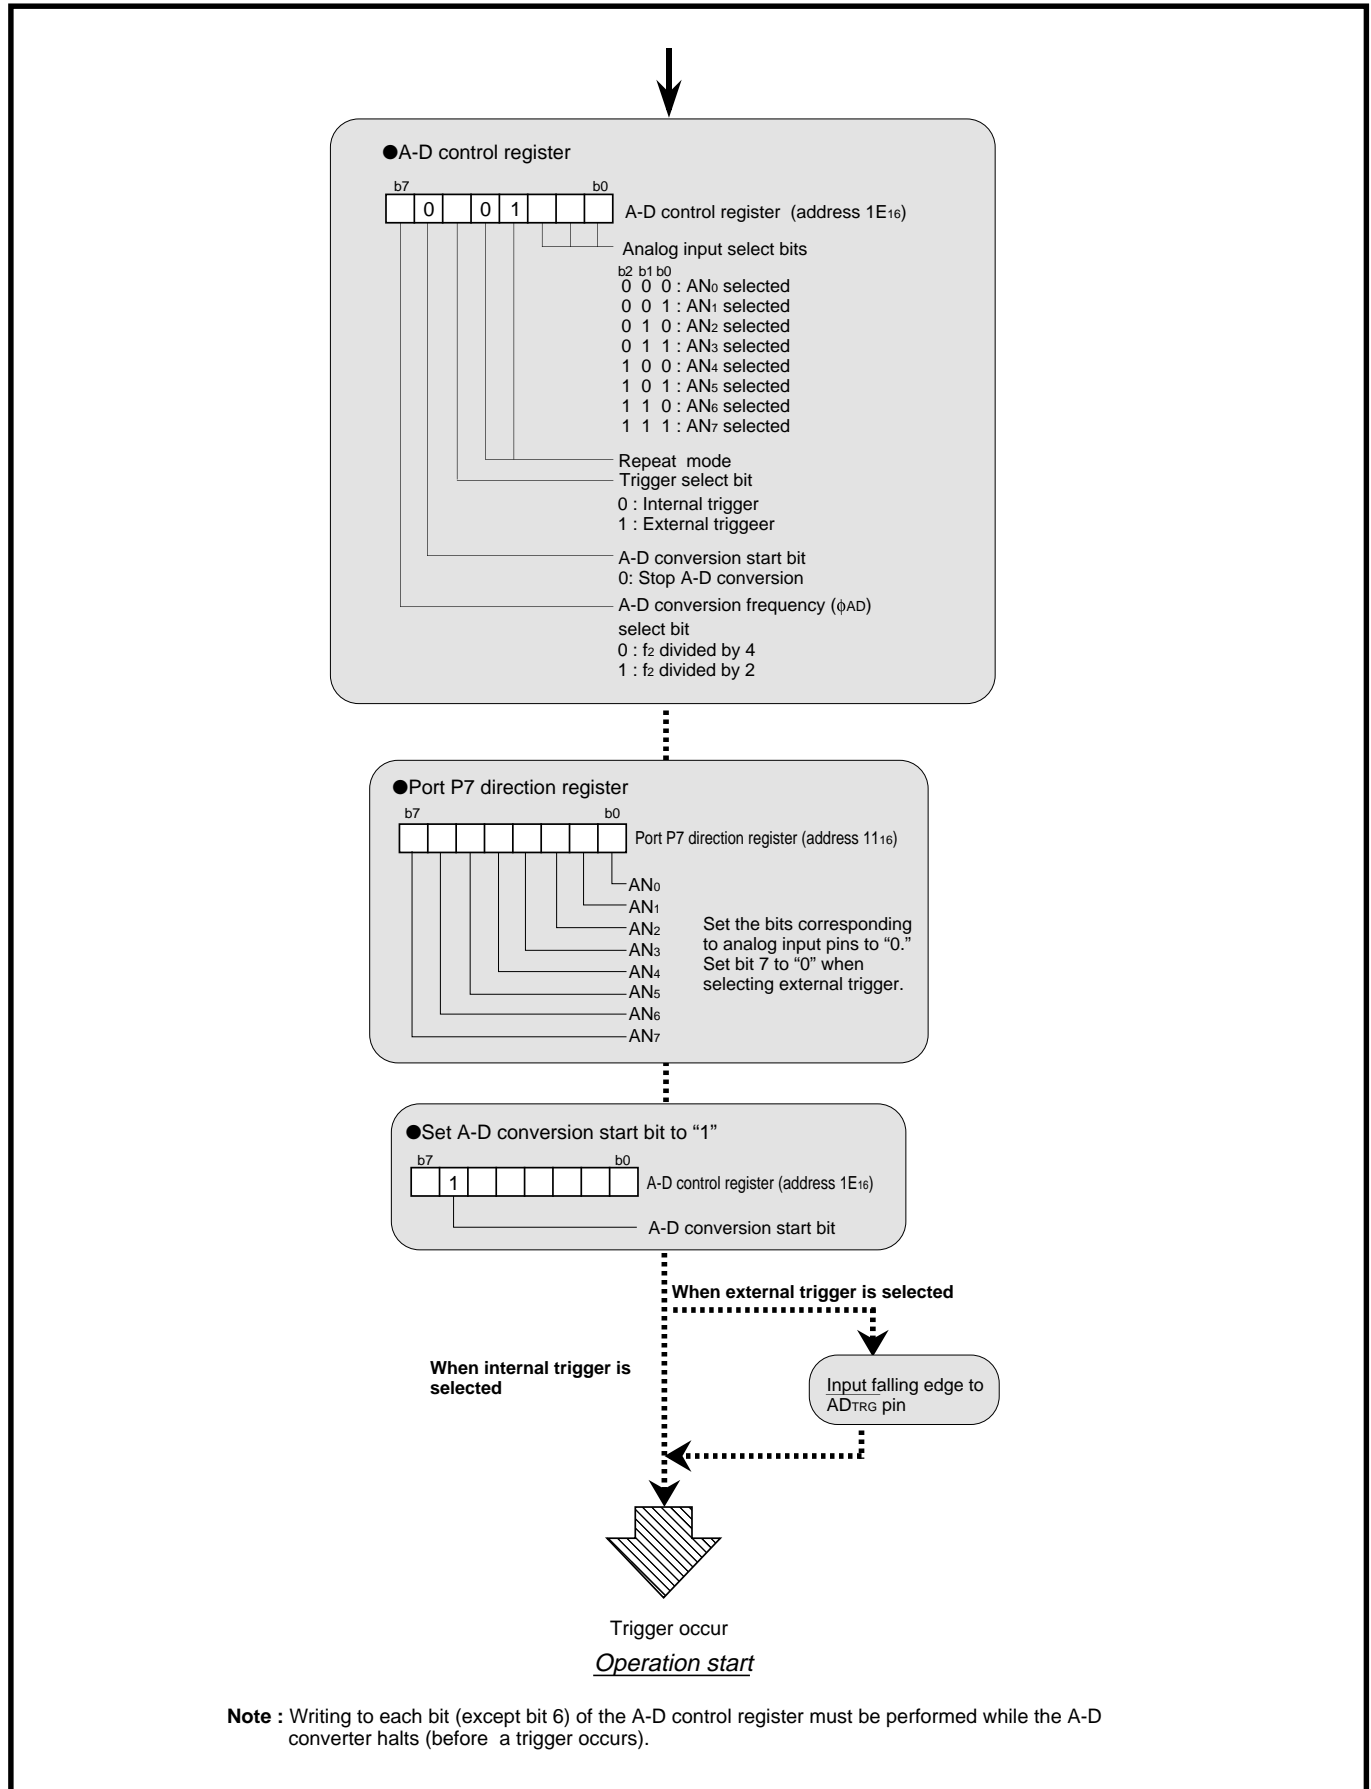 ●A-D control register
b7 b0
0 0 1 A-D control register (address 1E16)
Analog input select bits
b2 b1 b0
0 0 0 : AN0 selected
0 0 1 : AN1 selected
0 1 0 : AN2 selected
0 1 1 : AN3 selected
1 0 0 : AN4 selected
1 0 1 : AN5 selected
1 1 0 : AN6 selected
1 1 1 : AN7 selected
Repeat mode
Trigger select bit
0 : Internal trigger
1 : External triggeer
A-D conversion start bit
0: Stop A-D conversion
A-D conversion frequency (ϕAD)
select bit
0 : f2 divided by 4
1 : f2 divided by 2
●Port P7 direction register
b7 b0
Port P7 direction register (address 1116)
AN0
AN1
AN2
AN3
AN4
AN5
AN6
AN7
Set the bits corresponding
to analog input pins to “0.”
Set bit 7 to “0” when
selecting external trigger.
●Set A-D conversion start bit to “1”
b7 b0
1 A-D control register (address 1E16)
A-D conversion start bit
When external trigger is selected
When internal trigger is
selected
Input falling edge to
ADTRG pin
Trigger occur
Operation start
Note : Writing to each bit (except bit 6) of the A-D control register must be performed while the A-D
converter halts (before a trigger occurs).